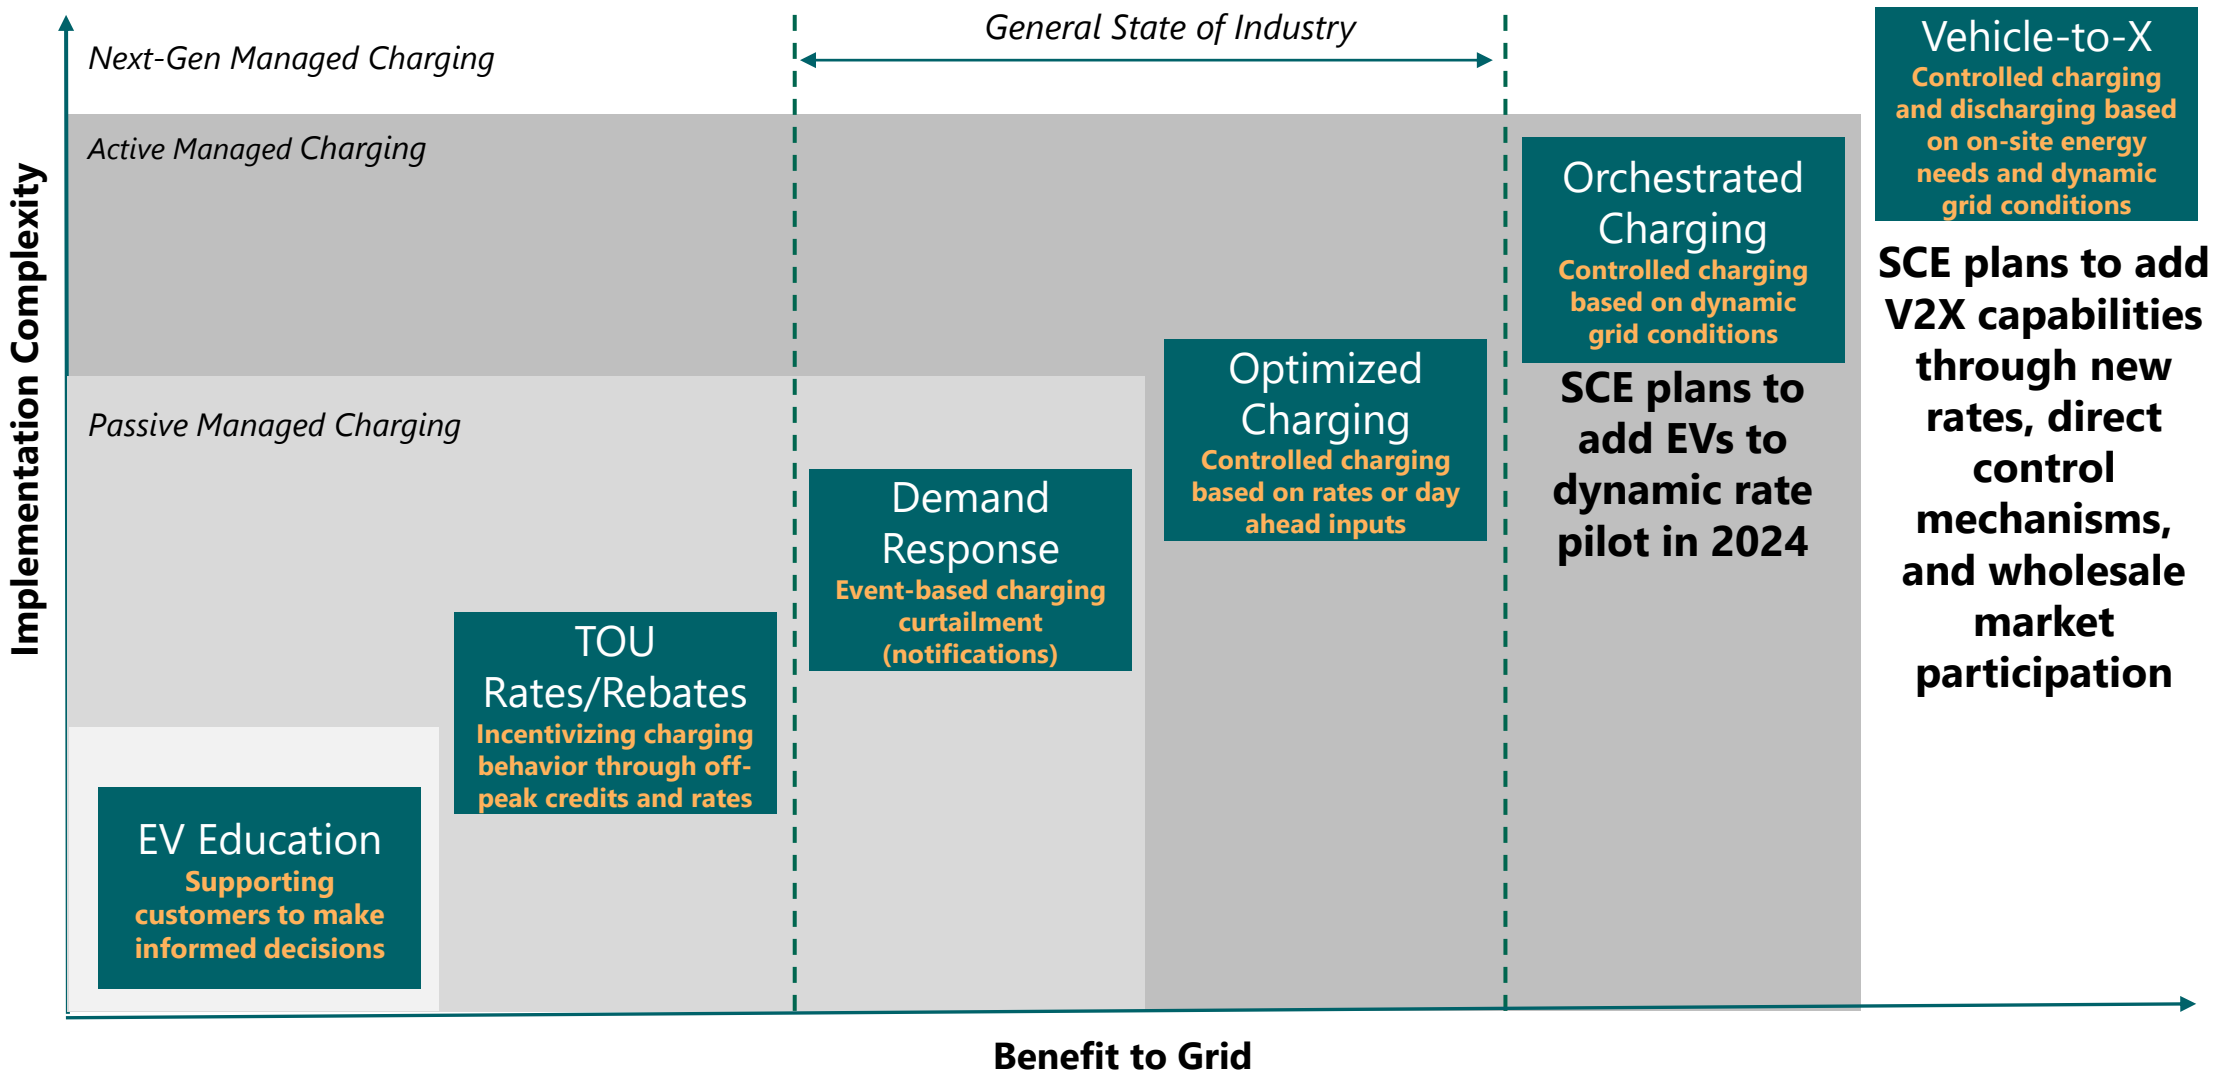 General State of Industry
Next-Gen Managed Charging
Active Managed Charging
Passive Managed Charging
Implementation Complexity
EV Education
Supporting
customers to make
informed decisions
TOU
Rates/Rebates
Incentivizing charging
behavior through off-
peak credits and rates
Demand
Response
Event-based charging
curtailment
(notifications)
Optimized
Charging
Controlled charging
based on rates or day
ahead inputs
Orchestrated
Charging
Controlled charging
based on dynamic
grid conditions
SCE plans to
add EVs to
dynamic rate
pilot in 2024
Vehicle-to-X
Controlled charging
and discharging based
on on-site energy
needs and dynamic
grid conditions
SCE plans to add
V2X capabilities
through new
rates, direct
control
mechanisms,
and wholesale
market
participation
Benefit to Grid